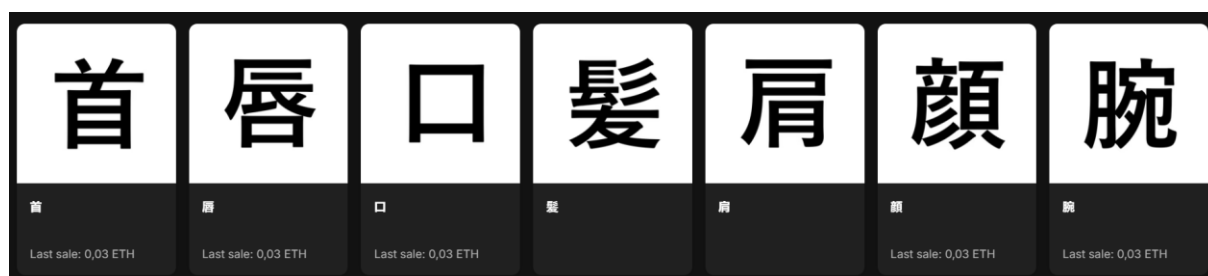 首 唇 口 髪 肩 顔 腕
首 唇 口 髪 肩 顔 腕
Last sale: 0,03 ETH Last sale: 0,03 ETH Last sale: 0,03 ETH Last sale: 0,03 ETH Last sale: 0,03 ETH